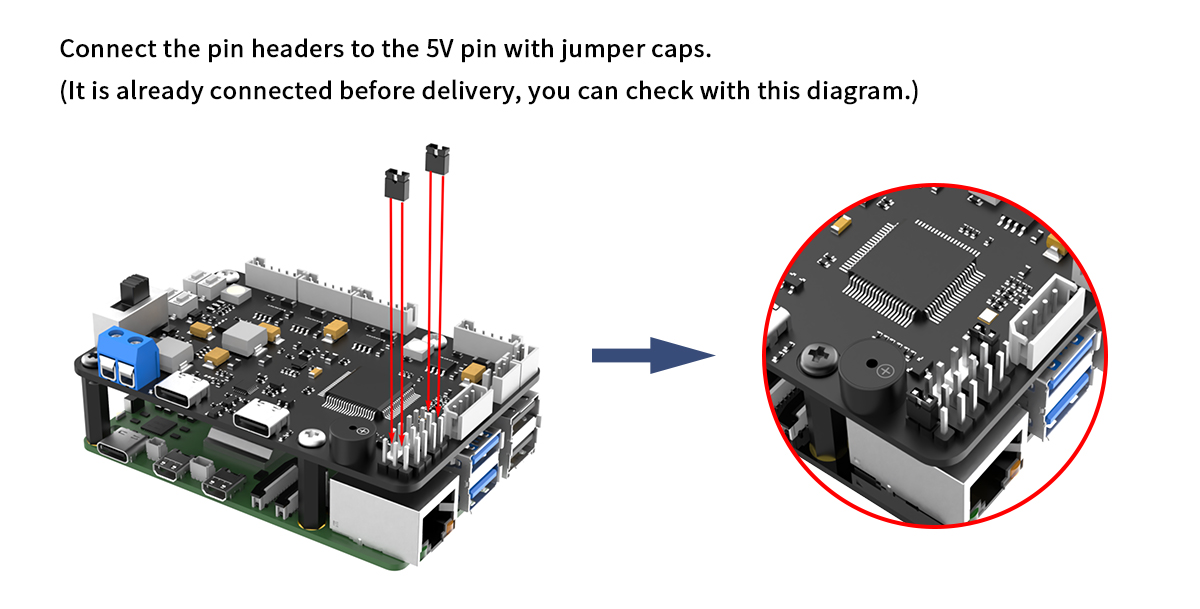 Connect the pin headers to the 5V pin with jumper caps.
(It is already connected before delivery, you can check with this diagram.)